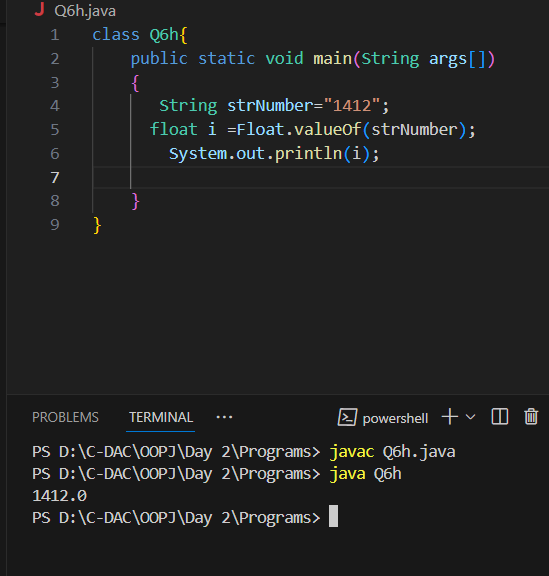 J Q6h.java
1 class Q6h{
2 public static void main(String args[])
3 {
4 String strNumber="1412";
5 float i =Float.valueOf(strNumber);
6 System.out.println(i);
7
8 }
9 }
PROBLEMS TERMINAL ··· powershell
PS D:\C-DAC\OOPJ\Day 2\Programs> javac Q6h.java
PS D:\C-DAC\OOPJ\Day 2\Programs> java Q6h
1412.0
PS D:\C-DAC\OOPJ\Day 2\Programs>